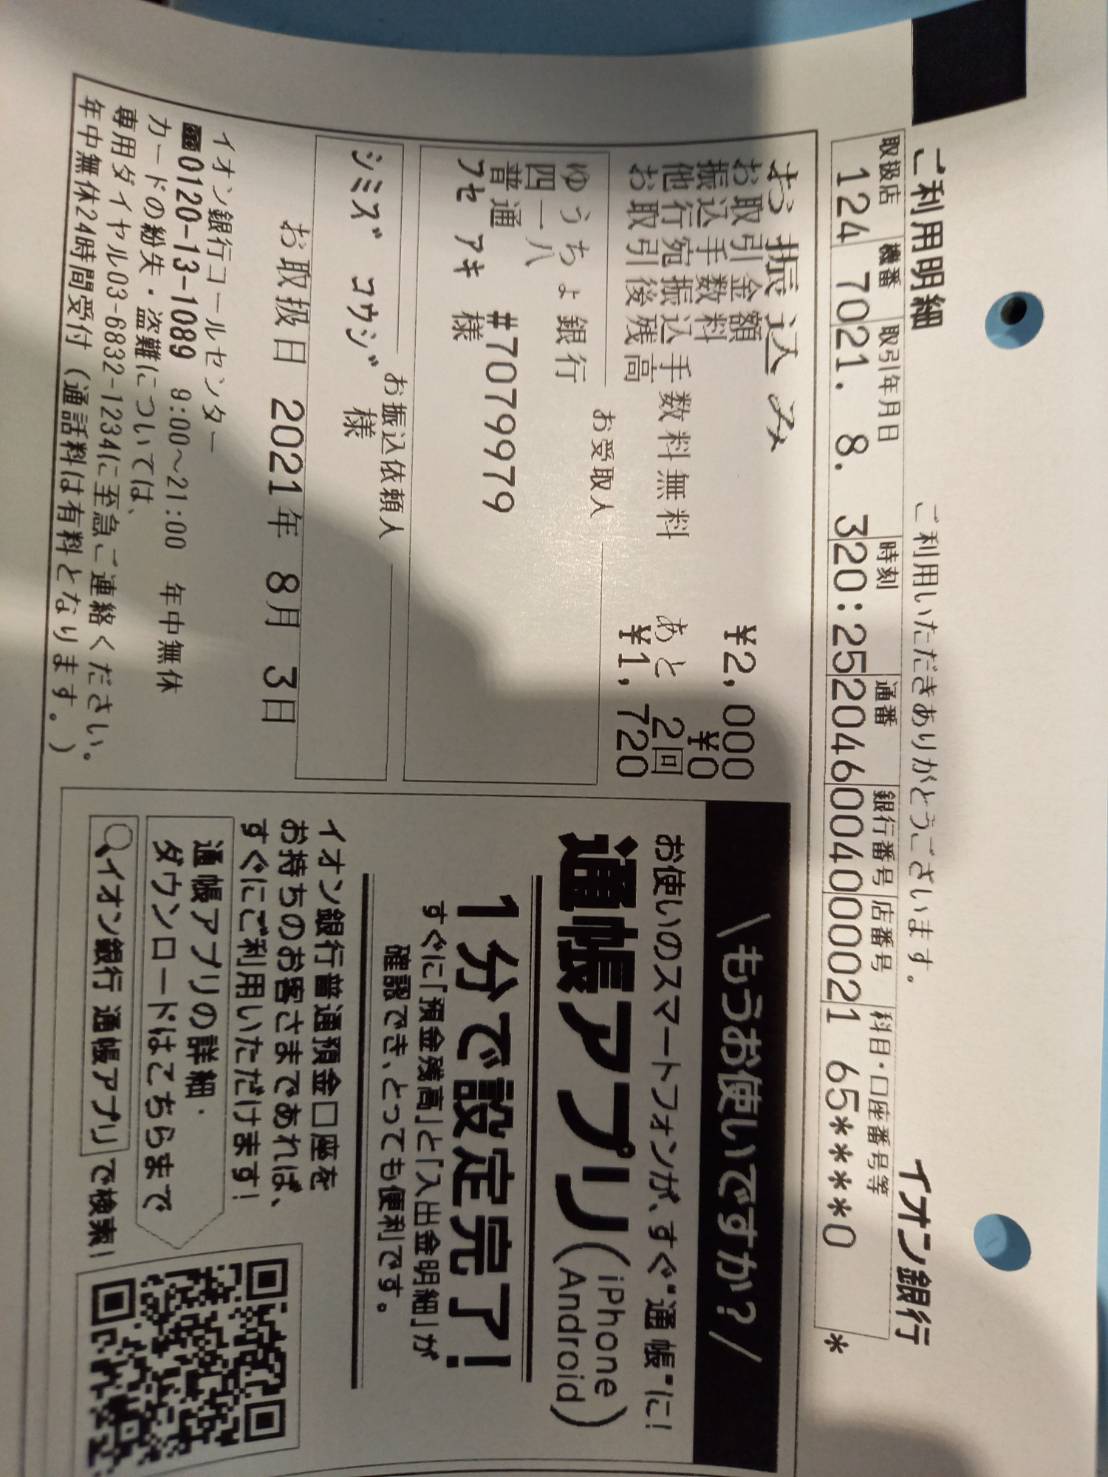 ご利用明細
ご利用いただきありがとうございます。
イオン銀行
取扱店 機番 取引年月日 時刻 通番 銀行番号 店番号 科目・口座番号等
124 7021. 8. 320:252046004000021 65****0 *
お振込み
お取引金額 ¥2,000
振込手数料 ¥0
他行宛振込手数料無料 あと 2回
お取引後残高 ¥1,720
お受取人
ゆうちょ銀行
四一八
普通 #7079979
フセ アキ 様
お振込依頼人
シミズ コウジ 様
お取扱日 2021年 8月 3日
イオン銀行コールセンター
0120-13-1089 9:00~21:00 年中無休
カードの紛失・盗難については、
専用ダイヤル03-6832-1234に至急ご連絡ください。
年中無休24時間受付(通話料は有料となります。)
\もうお使いですか?/
お使いのスマートフォンが、すぐ"通帳"に!
通帳アプリ(iPhone Android)
1分で設定完了!
すぐに「預金残高」と「入出金明細」が
確認でき、とっても便利です。
イオン銀行普通預金口座を
お持ちのお客さまであれば、
すぐにご利用いただけます!
通帳アプリの詳細・
ダウンロードはこちらまで
イオン銀行 通帳アプリ で検索!